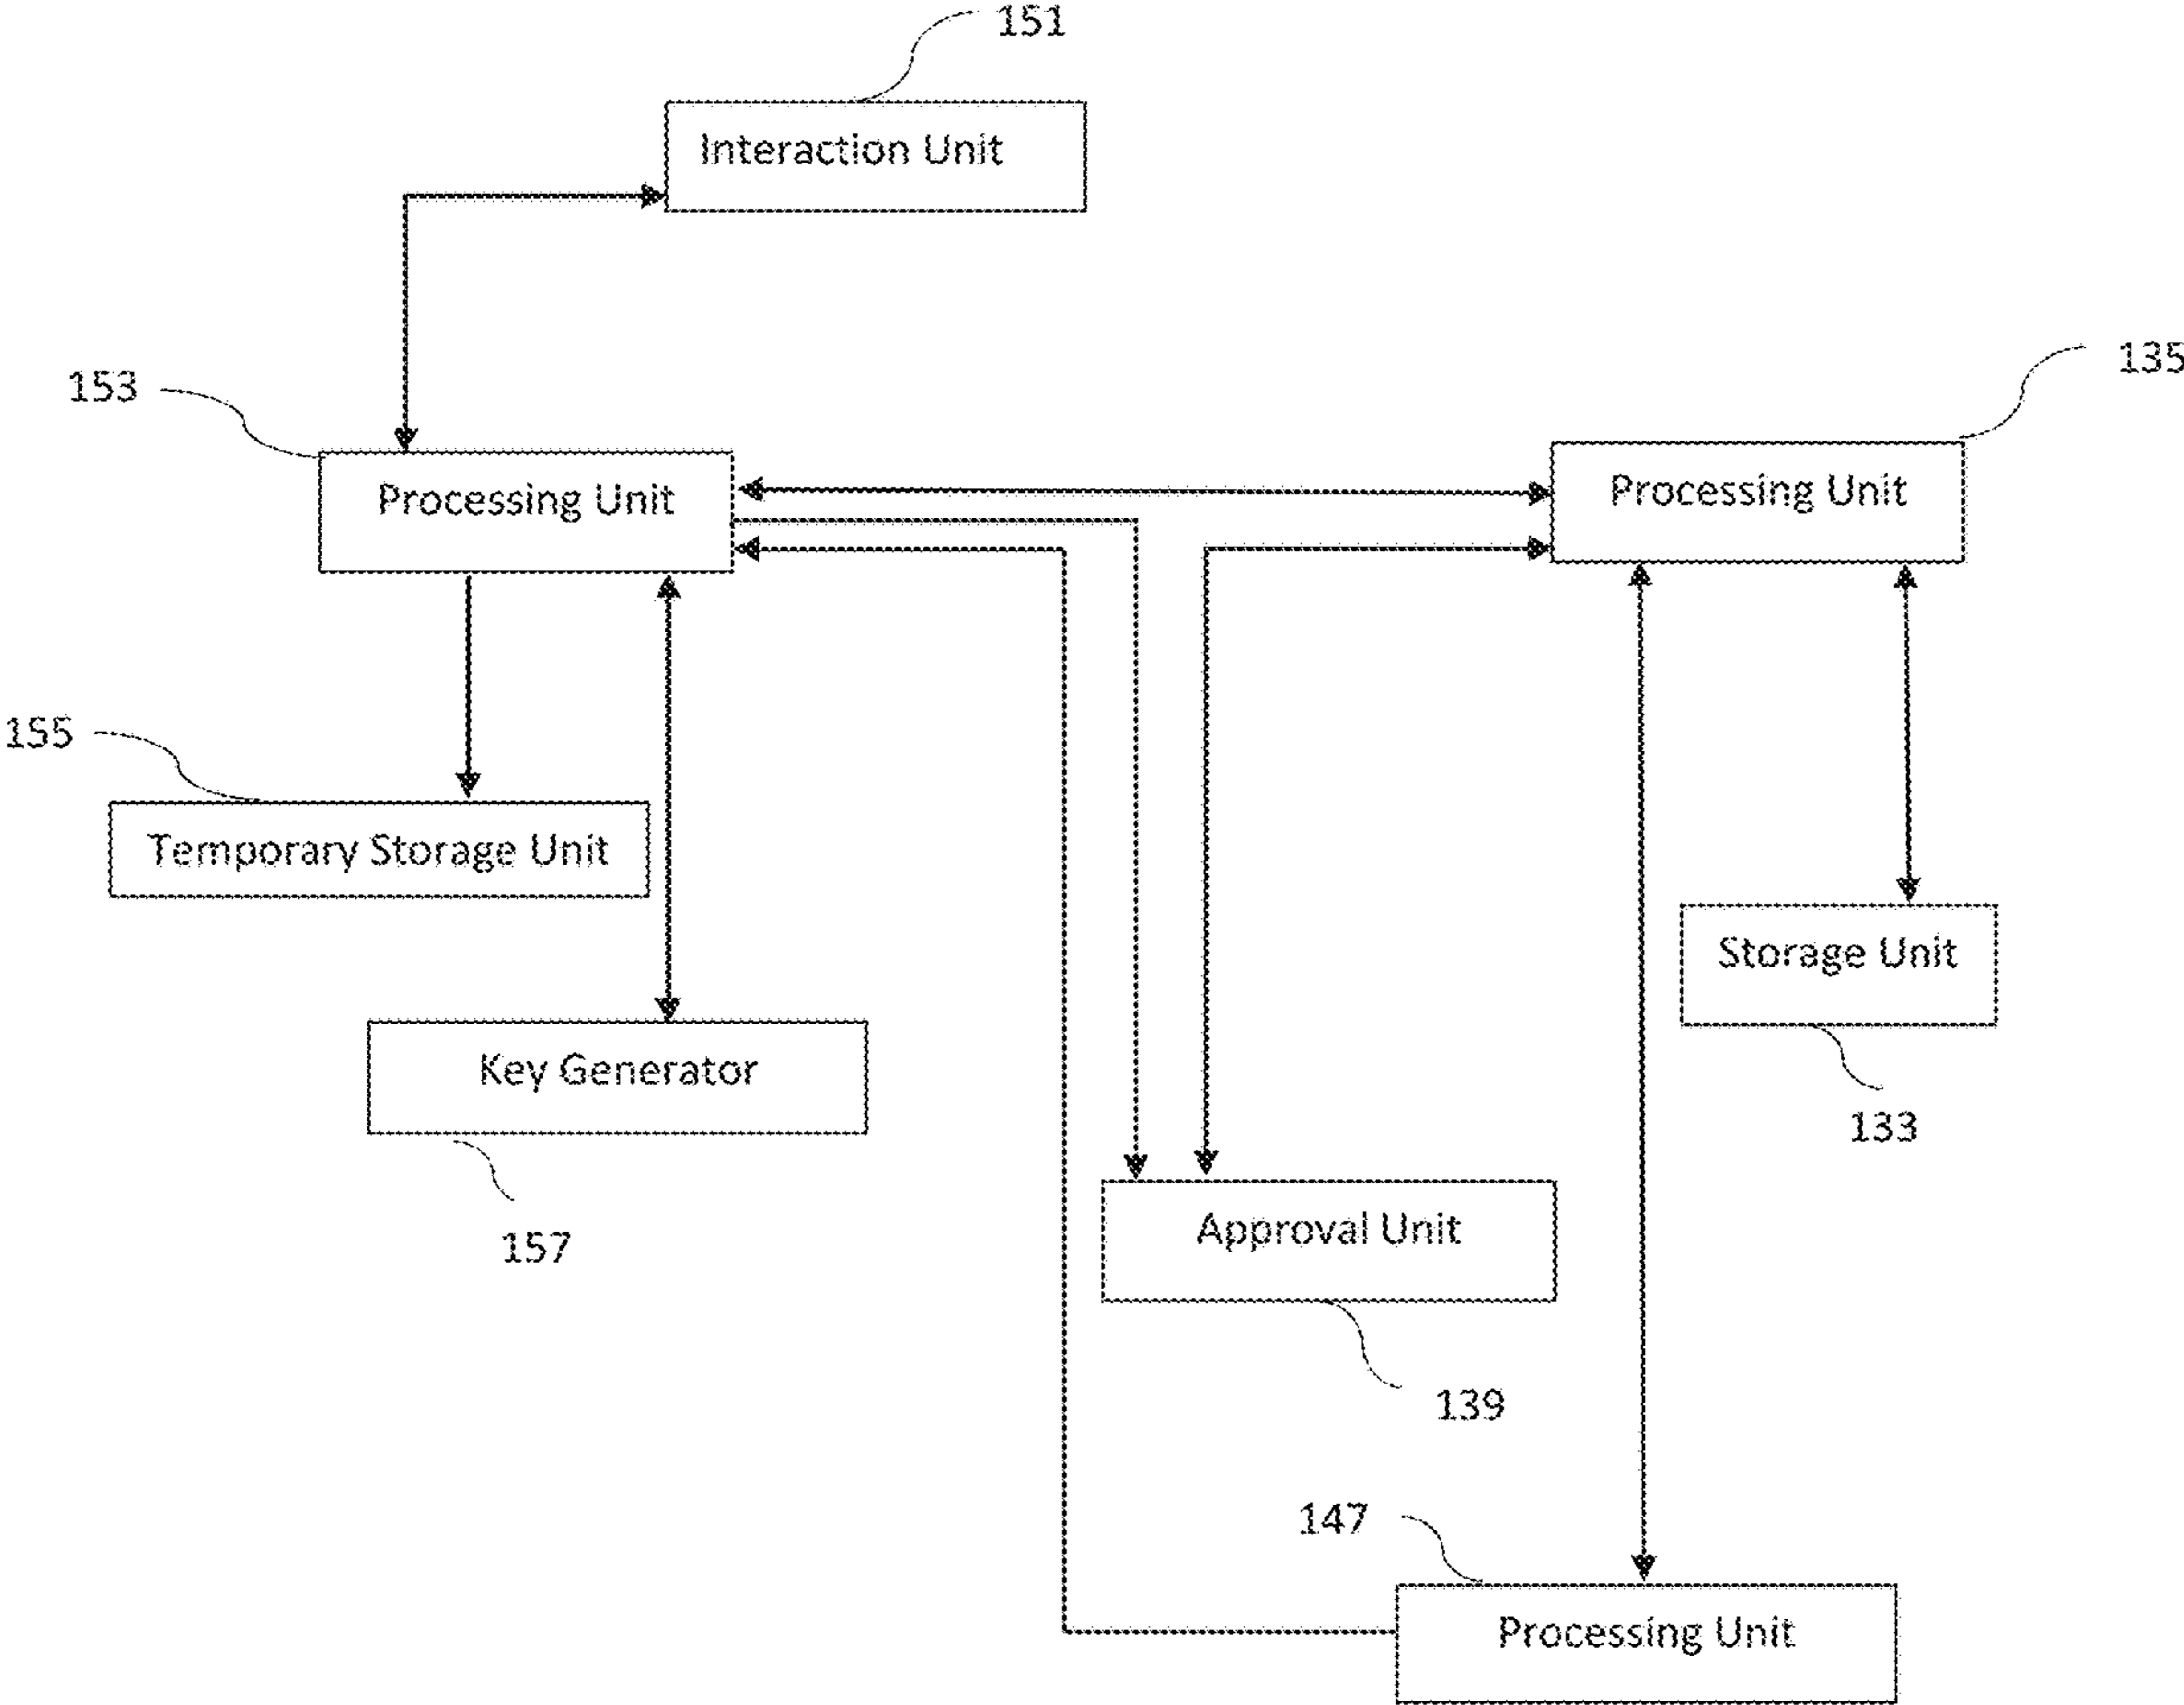 151
Interaction Unit
135
153
Processing Unit
Processing Unit
155
Temporary Storage Unit
Storage Unit
Key Generator
133
157
Approval Unit
139
147
Processing Unit